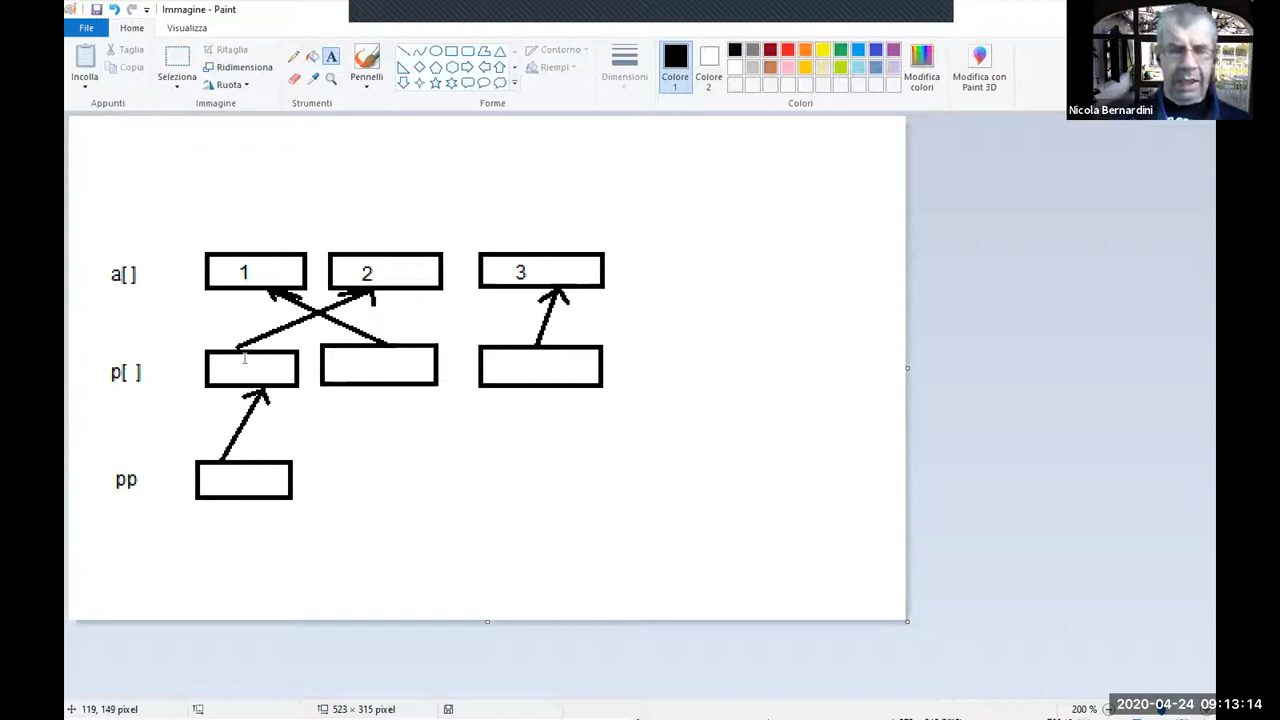 Immagine - Paint
File Home Visualizza
Incolla
Taglia
Copia
Appunti
Seleziona
Ritaglia
Ridimensiona
Ruota
Immagine
A
Strumenti
Pennelli
Contorno
Riempi
Forme
Dimensioni
Colore 1
Colore 2
Modifica colori
Colori
Modifica con Paint 3D
Nicola Bernardini
a[ ] 1 2 3
p[ ]
pp
119, 149 pixel
523 × 315 pixel
200 %
2020-04-24 09:13:14